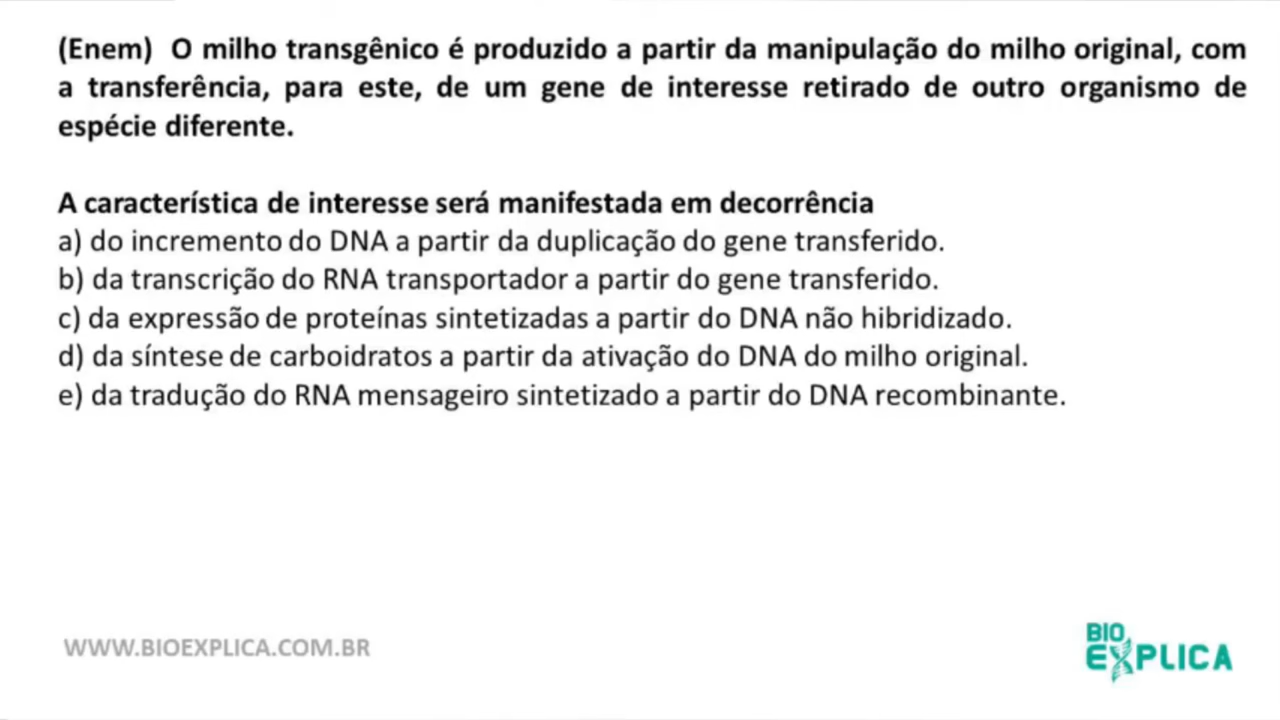 (Enem) O milho transgênico é produzido a partir da manipulação do milho original, com
a transferência, para este, de um gene de interesse retirado de outro organismo de
espécie diferente.
A característica de interesse será manifestada em decorrência
a) do incremento do DNA a partir da duplicação do gene transferido.
b) da transcrição do RNA transportador a partir do gene transferido.
c) da expressão de proteínas sintetizadas a partir do DNA não hibridizado.
d) da síntese de carboidratos a partir da ativação do DNA do milho original.
e) da tradução do RNA mensageiro sintetizado a partir do DNA recombinante.
WWW.BIOEXPLICA.COM.BR
BIO
EXPLICA